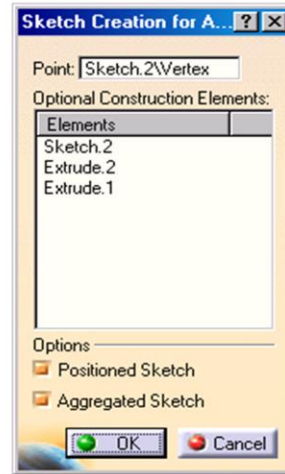 Sketch Creation for A... ? ×
Point: Sketch.2\Vertex
Optional Construction Elements:
Elements
Sketch.2
Extrude.2
Extrude.1
Options
Positioned Sketch
Aggregated Sketch
OK Cancel